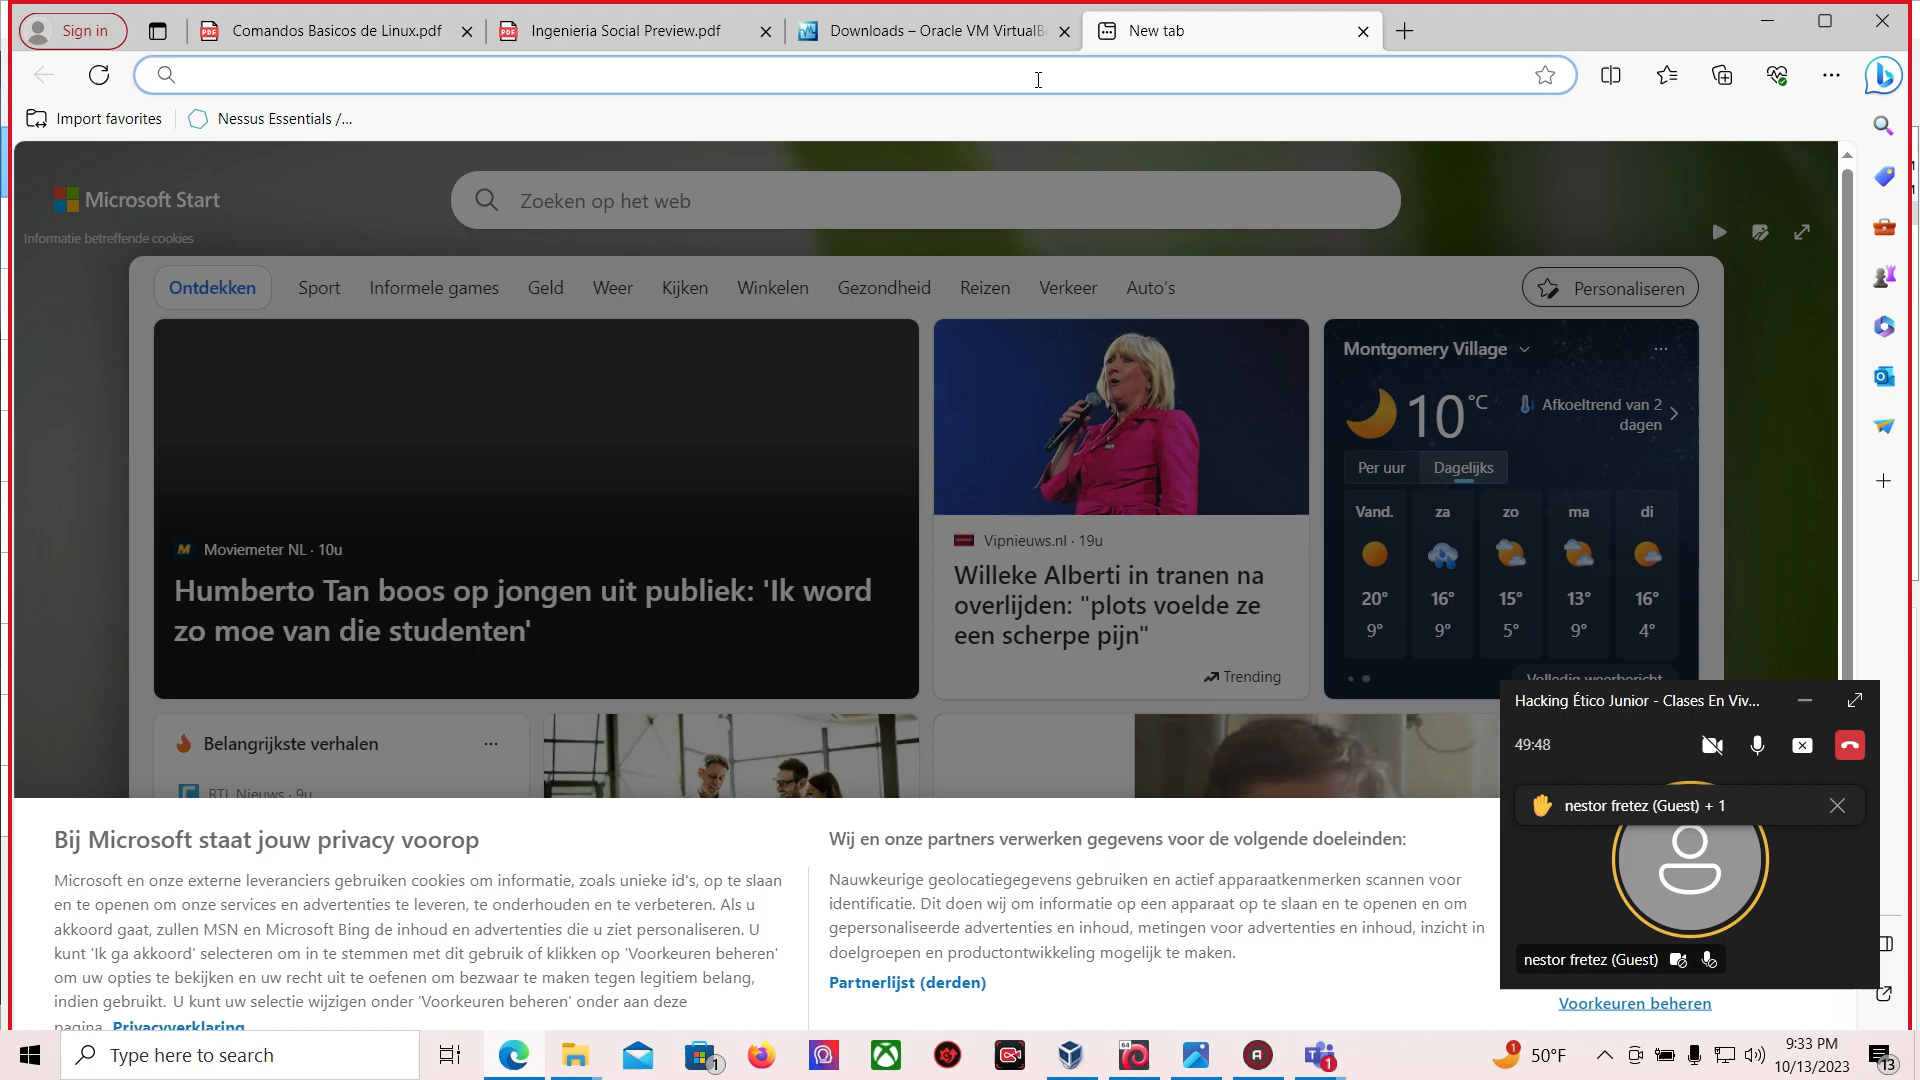 Sign in
Comandos Basicos de Linux.pdf
Ingenieria Social Preview.pdf
Downloads – Oracle VM VirtualB
New tab
Import favorites
Nessus Essentials /...
Microsoft Start
Zoeken op het web
Informatie betreffende cookies
Ontdekken
Sport
Informele games
Geld
Weer
Kijken
Winkelen
Gezondheid
Reizen
Verkeer
Auto's
Personaliseren
Moviemeter NL · 10u
Humberto Tan boos op jongen uit publiek: 'Ik word
zo moe van die studenten'
Vipnieuws.nl · 19u
Willeke Alberti in tranen na
overlijden: "plots voelde ze
een scherpe pijn"
Trending
Montgomery Village
10 °C
Afkoeltrend van 2
dagen
Per uur
Dagelijks
Vand. za zo ma di
20° 16° 15° 13° 16°
9° 9° 5° 9° 4°
Volledig weerbericht
Belangrijkste verhalen
RTL Nieuws · 9u
Bij Microsoft staat jouw privacy voorop
Microsoft en onze externe leveranciers gebruiken cookies om informatie, zoals unieke id's, op te slaan
en te openen om onze services en advertenties te leveren, te onderhouden en te verbeteren. Als u
akkoord gaat, zullen MSN en Microsoft Bing de inhoud en advertenties die u ziet personaliseren. U
kunt 'Ik ga akkoord' selecteren om in te stemmen met dit gebruik of klikken op 'Voorkeuren beheren'
om uw opties te bekijken en uw recht uit te oefenen om bezwaar te maken tegen legitiem belang,
indien gebruikt. U kunt uw selectie wijzigen onder 'Voorkeuren beheren' onder aan deze
pagina. Privacyverklaring
Wij en onze partners verwerken gegevens voor de volgende doeleinden:
Nauwkeurige geolocatiegegevens gebruiken en actief apparaatkenmerken scannen voor
identificatie. Dit doen wij om informatie op een apparaat op te slaan en te openen en om
gepersonaliseerde advertenties en inhoud, metingen voor advertenties en inhoud, inzicht in
doelgroepen en productontwikkeling mogelijk te maken.
Partnerlijst (derden)
Voorkeuren beheren
Hacking Ético Junior - Clases En Viv...
49:48
nestor fretez (Guest) + 1
nestor fretez (Guest)
Type here to search
1
64
1
1
50°F
9:33 PM
10/13/2023
13